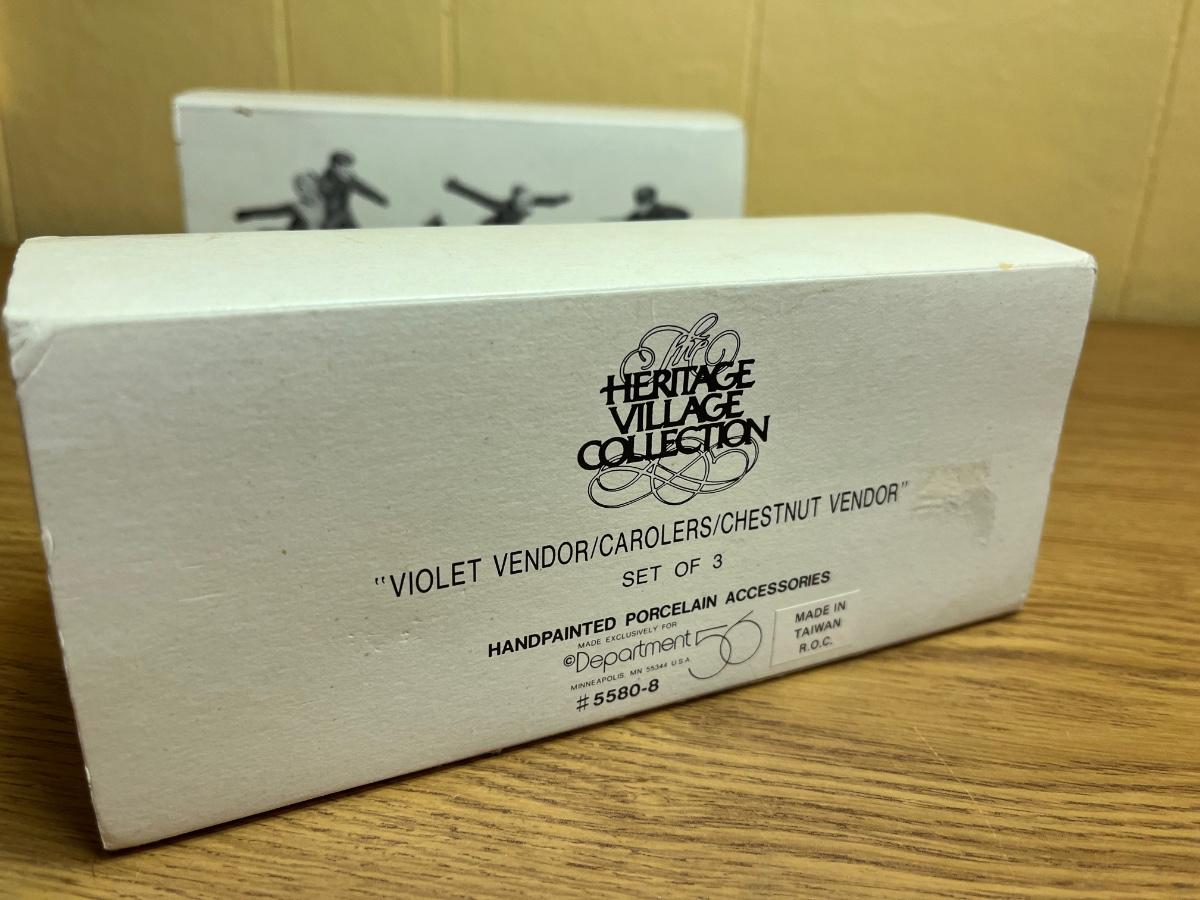 The
HERITAGE
VILLAGE
COLLECTION
"VIOLET VENDOR/CAROLERS/CHESTNUT VENDOR"
SET OF 3
HANDPAINTED PORCELAIN ACCESSORIES
MADE EXCLUSIVELY FOR
©Department 56
MINNEAPOLIS, MN 55344 U.S.A.
#5580-8
MADE IN
TAIWAN
R.O.C.